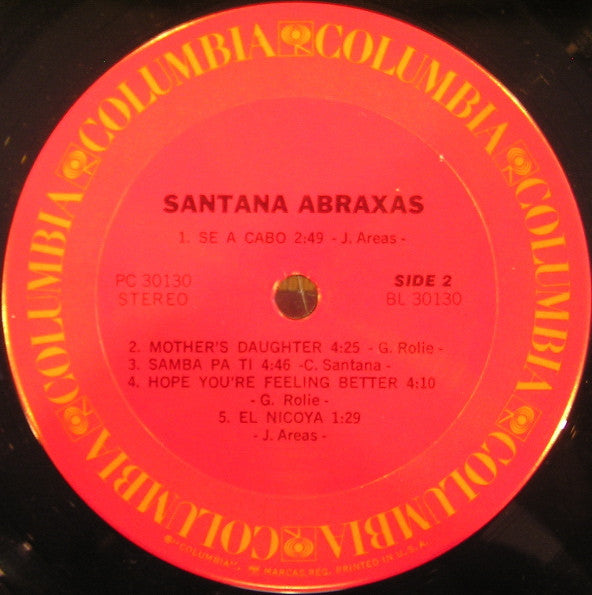 COLUMBIA COLUMBIA COLUMBIA COLUMBIA COLUMBIA COLUMBIA
SANTANA ABRAXAS
1. SE A CABO 2:49 - J. Areas -
PC 30130
STEREO
SIDE 2
BL 30130
2. MOTHER'S DAUGHTER 4:25 - G. Rolie -
3. SAMBA PA TI 4:46 - C. Santana -
4. HOPE YOU'RE FEELING BETTER 4:10
- G. Rolie -
5. EL NICOYA 1:29
- J. Areas -
"COLUMBIA", MARCAS REG. PRINTED IN U.S.A.